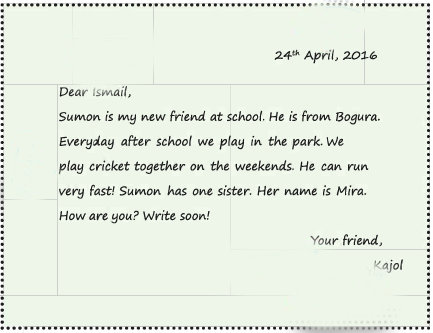 24th April, 2016
Dear Ismail,
Sumon is my new friend at school. He is from Bogura.
Everyday after school we play in the park. We
play cricket together on the weekends. He can run
very fast! Sumon has one sister. Her name is Mira.
How are you? Write soon!
Your friend,
Kajol